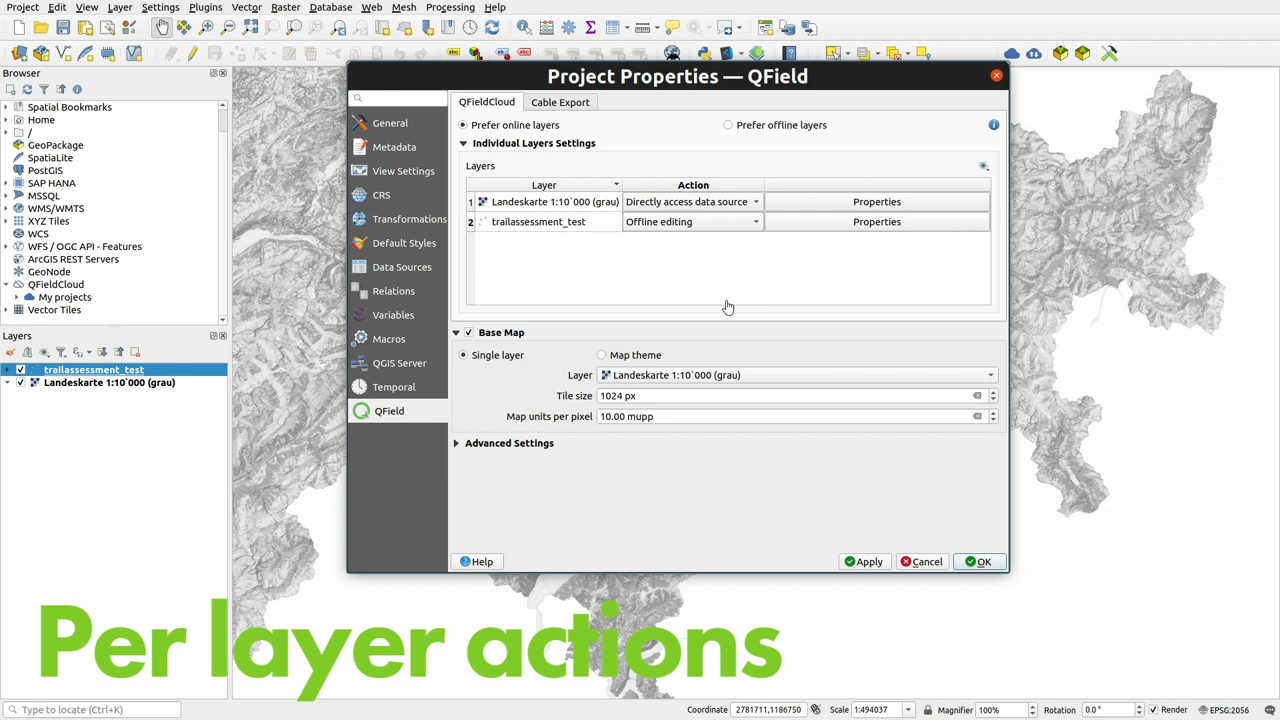 Project Edit View Layer Settings Plugins Vector Raster Database Web Mesh Processing Help
Browser
Spatial Bookmarks
Home
/
GeoPackage
SpatiaLite
PostGIS
SAP HANA
MSSQL
WMS/WMTS
XYZ Tiles
WCS
WFS / OGC API - Features
ArcGIS REST Servers
GeoNode
QFieldCloud
My projects
Vector Tiles
Layers
trailassessment_test
Landeskarte 1:10`000 (grau)
Project Properties — QField
General
Metadata
View Settings
CRS
Transformations
Default Styles
Data Sources
Relations
Variables
Macros
QGIS Server
Temporal
QField
QFieldCloud Cable Export
Prefer online layers Prefer offline layers
Individual Layers Settings
Layers
Layer Action
1 Landeskarte 1:10`000 (grau) Directly access data source Properties
2 trailassessment_test Offline editing Properties
Base Map
Single layer Map theme
Layer Landeskarte 1:10`000 (grau)
Tile size 1024 px
Map units per pixel 10.00 mupp
Advanced Settings
Help Apply Cancel OK
Per layer actions
Type to locate (Ctrl+K) Coordinate 2781711,1186750 Scale 1:494037 Magnifier 100% Rotation 0.0 ° Render EPSG:2056